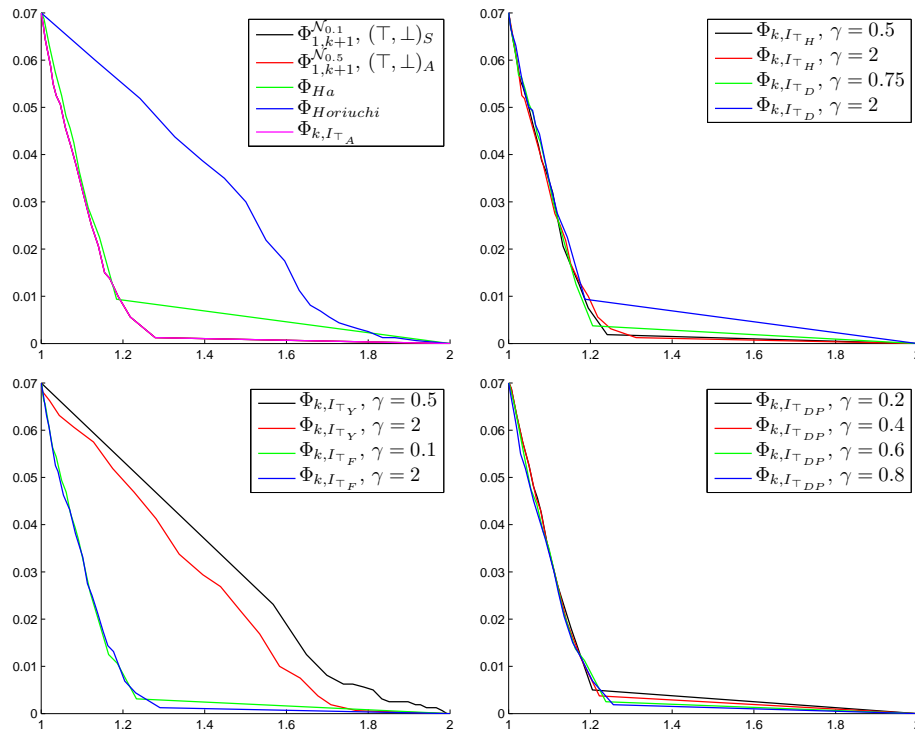 0.07
0.06
0.05
0.04
0.03
0.02
0.01
0
1 1.2 1.4 1.6 1.8 2
Φ_{1,k+1}^{𝒩_{0.1}}, (⊤, ⊥)_S
Φ_{1,k+1}^{𝒩_{0.5}}, (⊤, ⊥)_A
Φ_{Ha}
Φ_{Horiuchi}
Φ_{k,I_{⊤_A}}
0.07
0.06
0.05
0.04
0.03
0.02
0.01
0
1 1.2 1.4 1.6 1.8 2
Φ_{k,I_{⊤_H}}, γ = 0.5
Φ_{k,I_{⊤_H}}, γ = 2
Φ_{k,I_{⊤_D}}, γ = 0.75
Φ_{k,I_{⊤_D}}, γ = 2
0.07
0.06
0.05
0.04
0.03
0.02
0.01
0
1 1.2 1.4 1.6 1.8 2
Φ_{k,I_{⊤_Y}}, γ = 0.5
Φ_{k,I_{⊤_Y}}, γ = 2
Φ_{k,I_{⊤_F}}, γ = 0.1
Φ_{k,I_{⊤_F}}, γ = 2
0.07
0.06
0.05
0.04
0.03
0.02
0.01
0
1 1.2 1.4 1.6 1.8 2
Φ_{k,I_{⊤_{DP}}}, γ = 0.2
Φ_{k,I_{⊤_{DP}}}, γ = 0.4
Φ_{k,I_{⊤_{DP}}}, γ = 0.6
Φ_{k,I_{⊤_{DP}}}, γ = 0.8